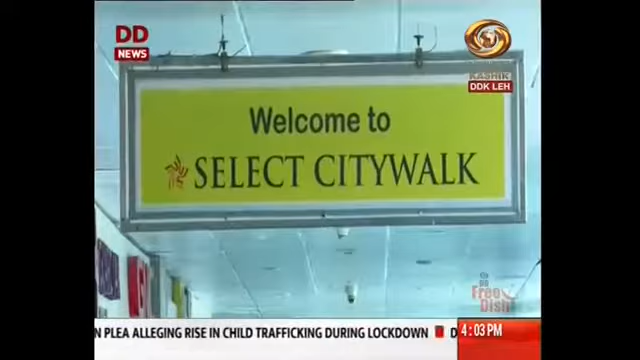 DD
NEWS
KASHIR
DDK LEH
Welcome to
SELECT CITYWALK
Free
Dish
N PLEA ALLEGING RISE IN CHILD TRAFFICKING DURING LOCKDOWN
D
4:03 PM